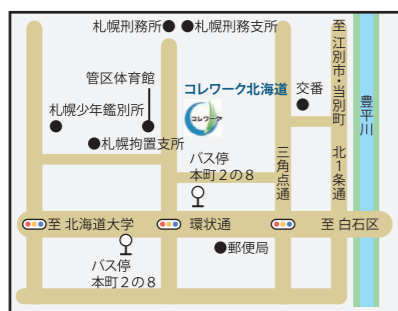 札幌刑務所
札幌刑務支所
至 江別市・当別町
管区体育館
コレワーク北海道
交番
豊平川
札幌少年鑑別所
コレワーク
札幌拘置支所
バス停
本町2の8
三角点通
北1条通
至 北海道大学
環状通
至 白石区
バス停
本町2の8
郵便局